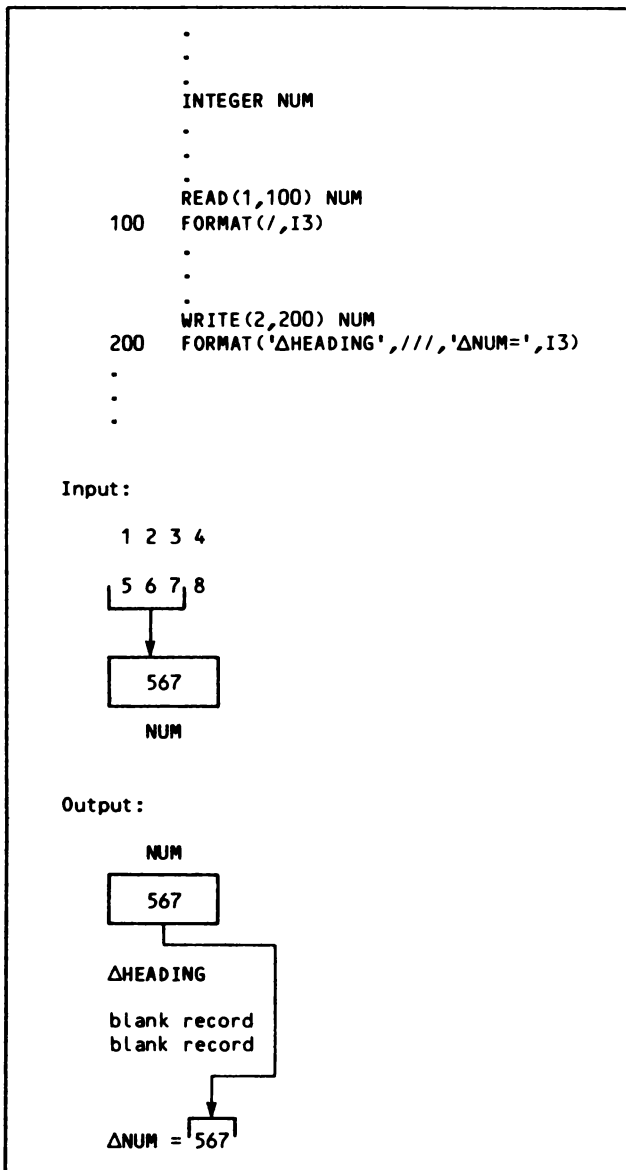 .
.
.
INTEGER NUM
.
.
.
READ(1,100) NUM
100 FORMAT(/,I3)
.
.
.
WRITE(2,200) NUM
200 FORMAT('ΔHEADING',///,'ΔNUM=',I3)
.
.
.
Input:
1 2 3 4
5 6 7 8
567
NUM
Output:
NUM
567
ΔHEADING
blank record
blank record
ΔNUM = 567